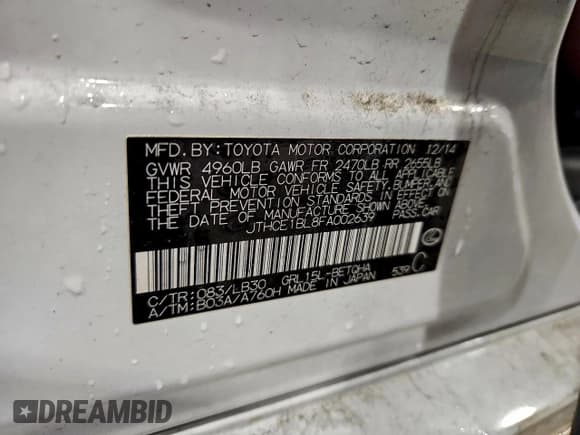 MFD. BY: TOYOTA MOTOR CORPORATION 12/14
GVWR 4960LB GAWR FR 2470LB RR 2655LB
THIS VEHICLE CONFORMS TO ALL APPLICABLE
FEDERAL MOTOR VEHICLE SAFETY, BUMPER, AND
THEFT PREVENTION STANDARDS IN EFFECT ON
THE DATE OF MANUFACTURE SHOWN ABOVE.
JTHCE1BL8FA002639 PASS.CAR
C/TR: 083/LB30 GRL15L-BETQHA 539 C
A/TM: B03A/A760H MADE IN JAPAN
DREAMBID